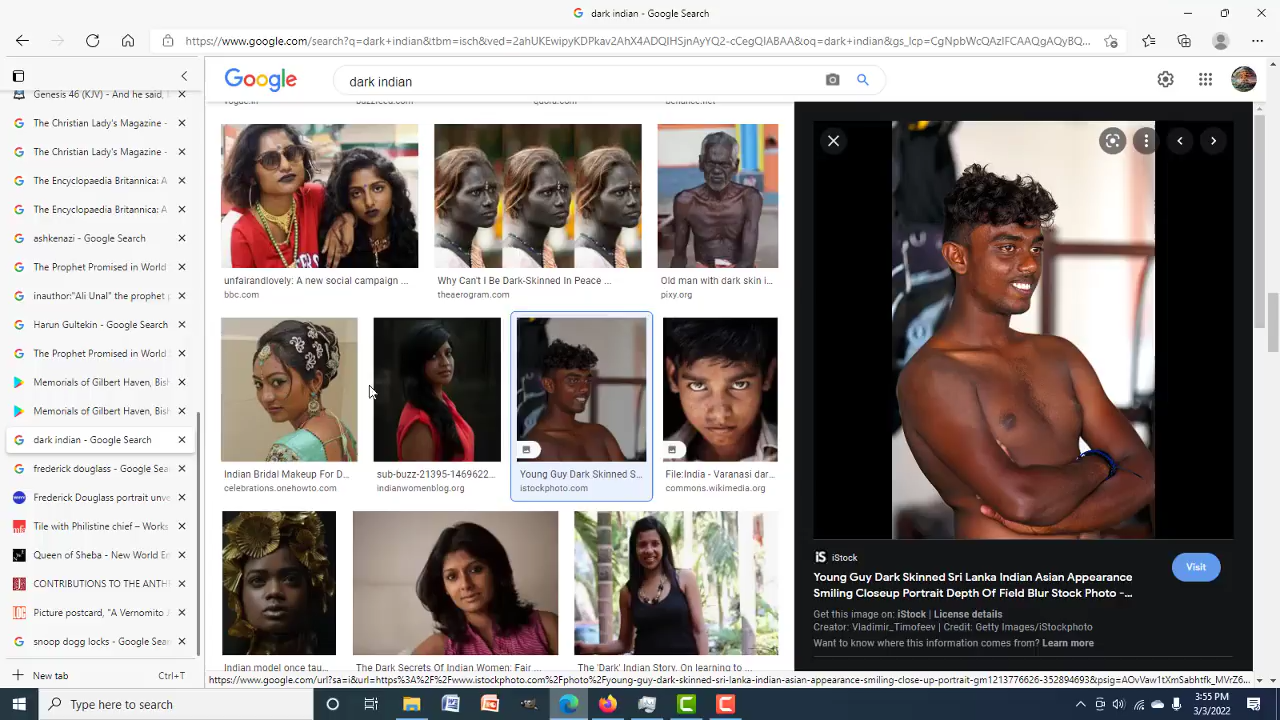 dark indian - Google Search
https://www.google.com/search?q=dark+indian&tbm=isch&ved=2ahUKEwipyKDPkav2AhX4ADQIHSjnAyYQ2-cCegQIABAA&oq=dark+indian&gs_lcp=CgNpbWcQAzIFCAAQgAQyBQ...
Genesis 46 (KJV) - And he said
The Christian Lady's Magazine -
The Christian Lady's Magazine -
The Encyclopaedia Britannica: A
The Encyclopaedia Britannica: A
ashkenazi - Google Search
The Prophet Promised in World
inauthor:"Ali Unal" the prophet
Harun Gultekin - Google Search
The Prophet Promised in World
Memorials of Gilbert Haven, Bis
Memorials of Gilbert Haven, Bis
dark indian - Google Search
frederick douglass - Google Sea
Frederick Douglass portrait unve
Tile with Philistine chief – Works
Queen of Sheba - New World E
CONTRIBUTIONS TO THE ANTH
Picture postcard, "A Veromito
snoop dogg locks - Google Sea
New tab Ctrl+T
Google
dark indian
vogue.in buzzfeed.com quora.com behance.net
unfairandlovely: A new social campaign ... Why Can't I Be Dark-Skinned In Peace ... Old man with dark skin i...
bbc.com theaerogram.com pixy.org
Indian Bridal Makeup For D... sub-buzz-21395-1469622... Young Guy Dark Skinned S... File:India - Varanasi dar...
celebrations.onehowto.com indianwomenblog.org istockphoto.com commons.wikimedia.org
Indian model once tau... The Dark Secrets Of Indian Women: Fair ... The 'Dark' Indian Story. On learning to ...
iS iStock
Young Guy Dark Skinned Sri Lanka Indian Asian Appearance
Smiling Closeup Portrait Depth Of Field Blur Stock Photo -...
Visit
Get this image on: iStock | License details
Creator: Vladimir_Timofeev | Credit: Getty Images/iStockphoto
Want to know where this information comes from? Learn more
Type here to search
3:55 PM
3/3/2022